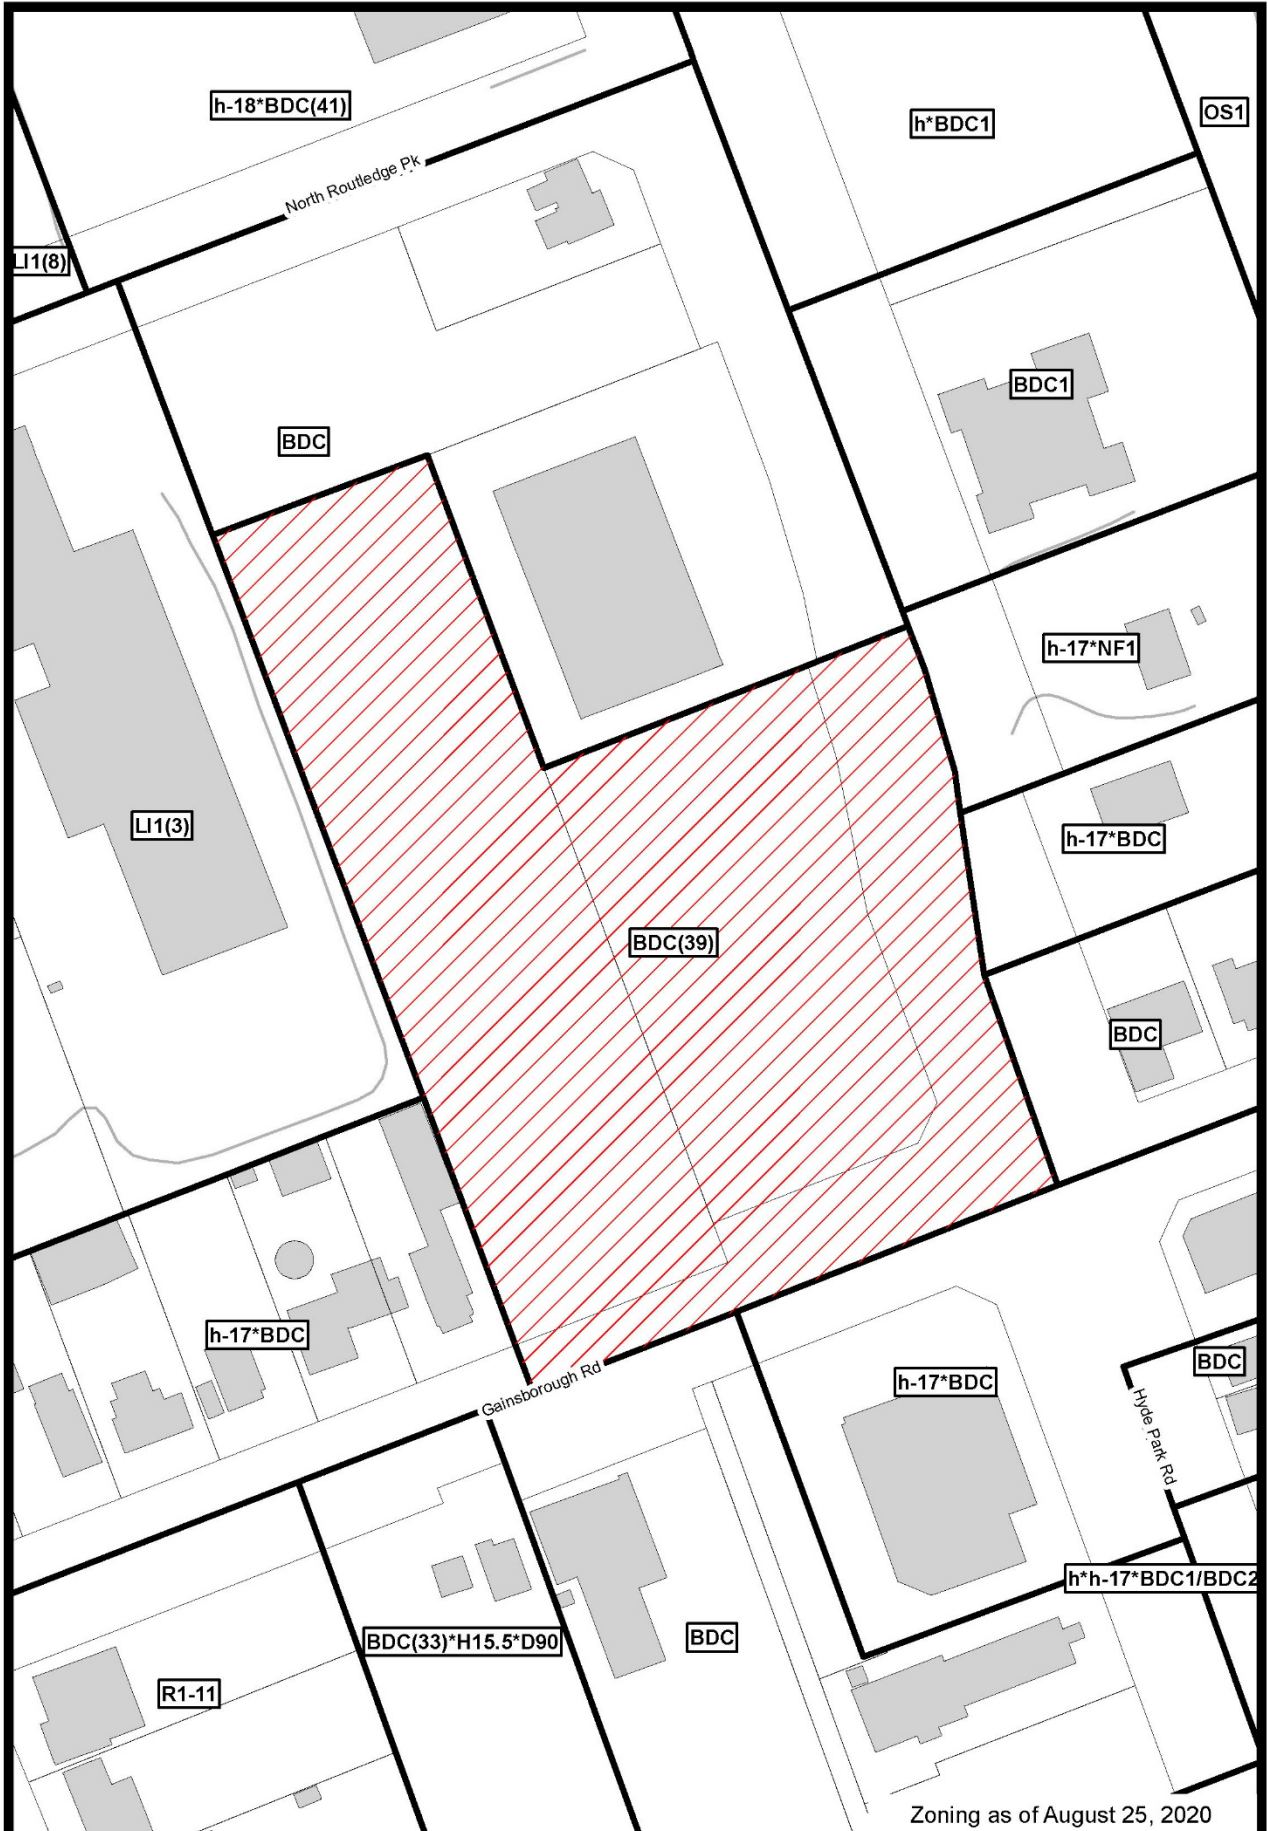 h-18*BDC(41)
h*BDC1
OS1
North Routledge Pk
LI1(8)
BDC1
BDC
h-17*NF1
LI1(3)
h-17*BDC
BDC(39)
BDC
h-17*BDC
Gainsborough Rd
h-17*BDC
BDC
Hyde Park Rd
h*h-17*BDC1/BDC2
BDC(33)*H15.5*D90
BDC
R1-11
Zoning as of August 25, 2020